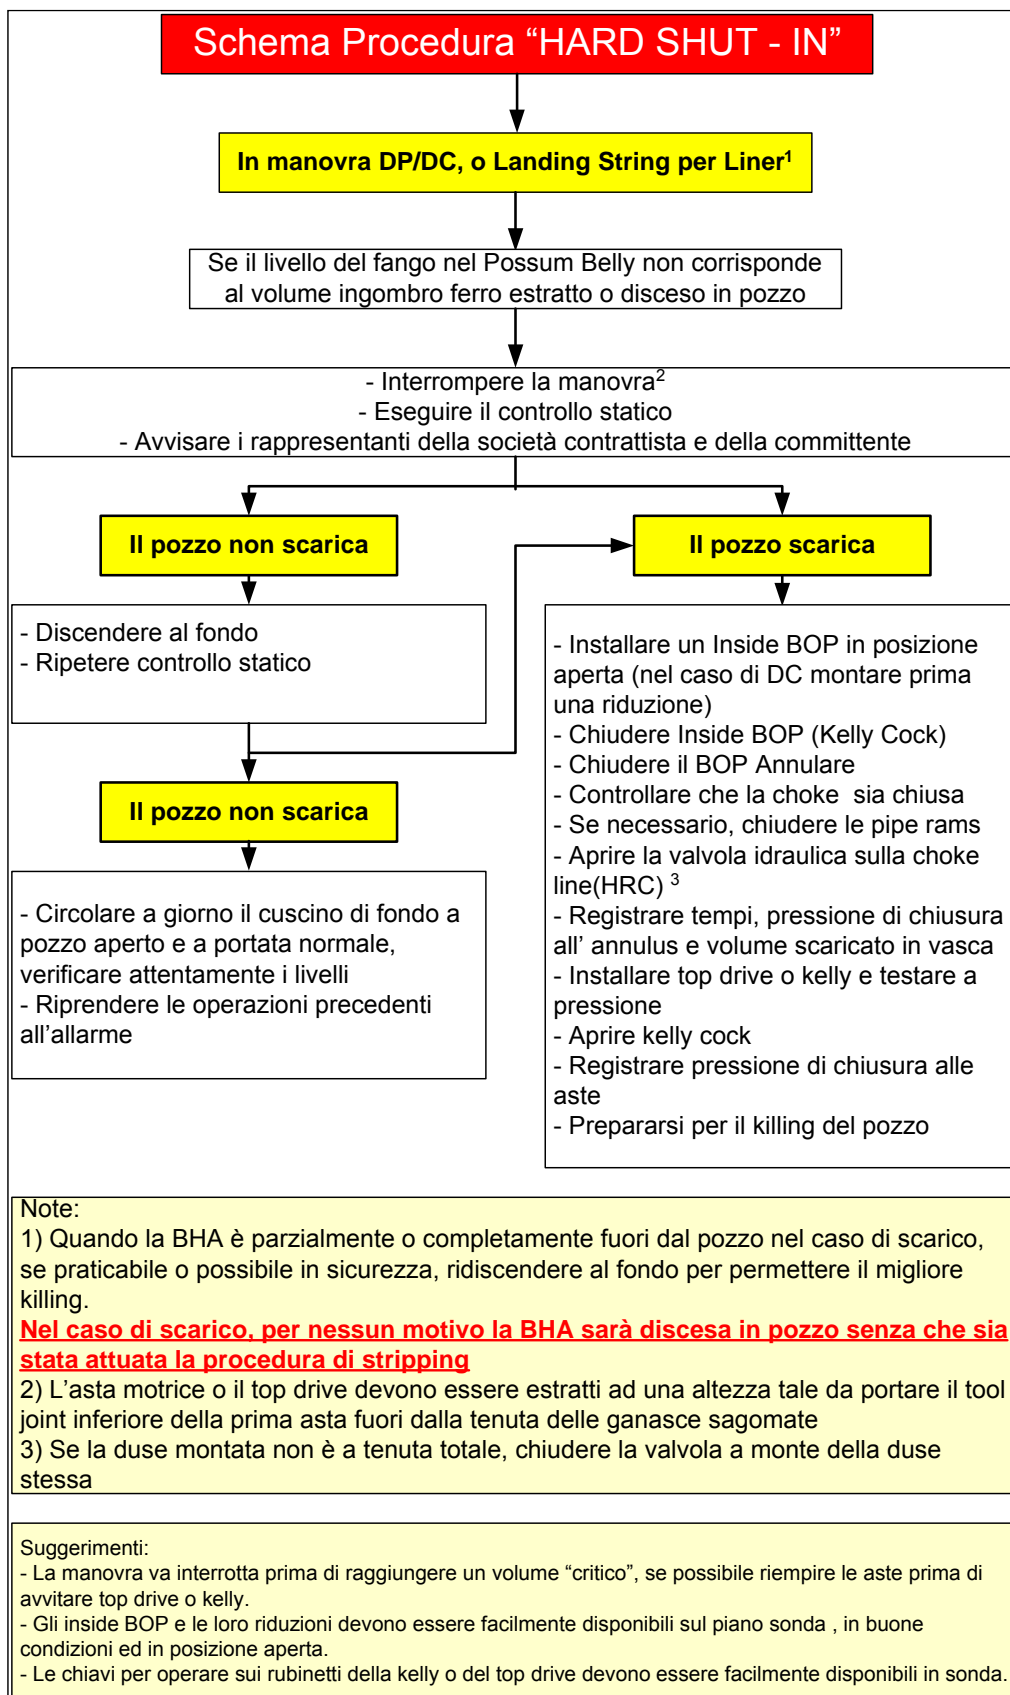 Schema Procedura “HARD SHUT - IN”
In manovra DP/DC, o Landing String per Liner¹
Se il livello del fango nel Possum Belly non corrisponde
al volume ingombro ferro estratto o disceso in pozzo
- Interrompere la manovra²
- Eseguire il controllo statico
- Avvisare i rappresentanti della società contrattista e della committente
Il pozzo non scarica
- Discendere al fondo
- Ripetere controllo statico
Il pozzo non scarica
- Circolare a giorno il cuscino di fondo a
pozzo aperto e a portata normale,
verificare attentamente i livelli
- Riprendere le operazioni precedenti
all’allarme
Il pozzo scarica
- Installare un Inside BOP in posizione
aperta (nel caso di DC montare prima
una riduzione)
- Chiudere Inside BOP (Kelly Cock)
- Chiudere il BOP Annulare
- Controllare che la choke  sia chiusa
- Se necessario, chiudere le pipe rams
- Aprire la valvola idraulica sulla choke
line(HRC) ³
- Registrare tempi, pressione di chiusura
all’ annulus e volume scaricato in vasca
- Installare top drive o kelly e testare a
pressione
- Aprire kelly cock
- Registrare pressione di chiusura alle
aste
- Prepararsi per il killing del pozzo
Note:
1) Quando la BHA è parzialmente o completamente fuori dal pozzo nel caso di scarico,
se praticabile o possibile in sicurezza, ridiscendere al fondo per permettere il migliore
killing.
Nel caso di scarico, per nessun motivo la BHA sarà discesa in pozzo senza che sia
stata attuata la procedura di stripping
2) L’asta motrice o il top drive devono essere estratti ad una altezza tale da portare il tool
joint inferiore della prima asta fuori dalla tenuta delle ganasce sagomate
3) Se la duse montata non è a tenuta totale, chiudere la valvola a monte della duse
stessa
Suggerimenti:
- La manovra va interrotta prima di raggiungere un volume “critico”, se possibile riempire le aste prima di
avvitare top drive o kelly.
- Gli inside BOP e le loro riduzioni devono essere facilmente disponibili sul piano sonda , in buone
condizioni ed in posizione aperta.
- Le chiavi per operare sui rubinetti della kelly o del top drive devono essere facilmente disponibili in sonda.